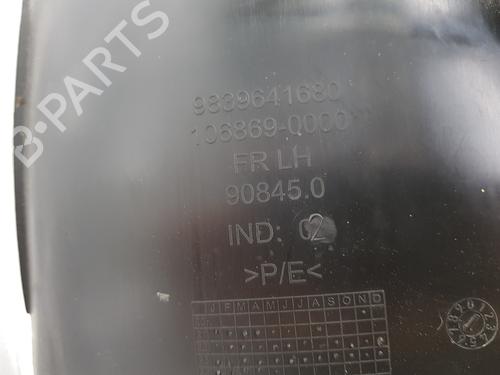 B-PARTS
9839641680
106869-0000
FR LH
90845.0
IND: 02
>P/E<
J F M A M J J A S O N D